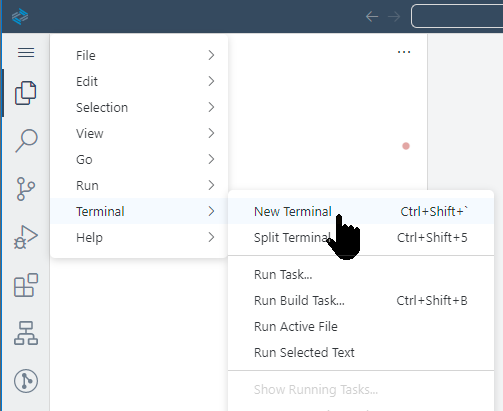 File
Edit
Selection
View
Go
Run
Terminal
Help
New Terminal Ctrl+Shift+`
Split Terminal Ctrl+Shift+5
Run Task...
Run Build Task... Ctrl+Shift+B
Run Active File
Run Selected Text
Show Running Tasks...